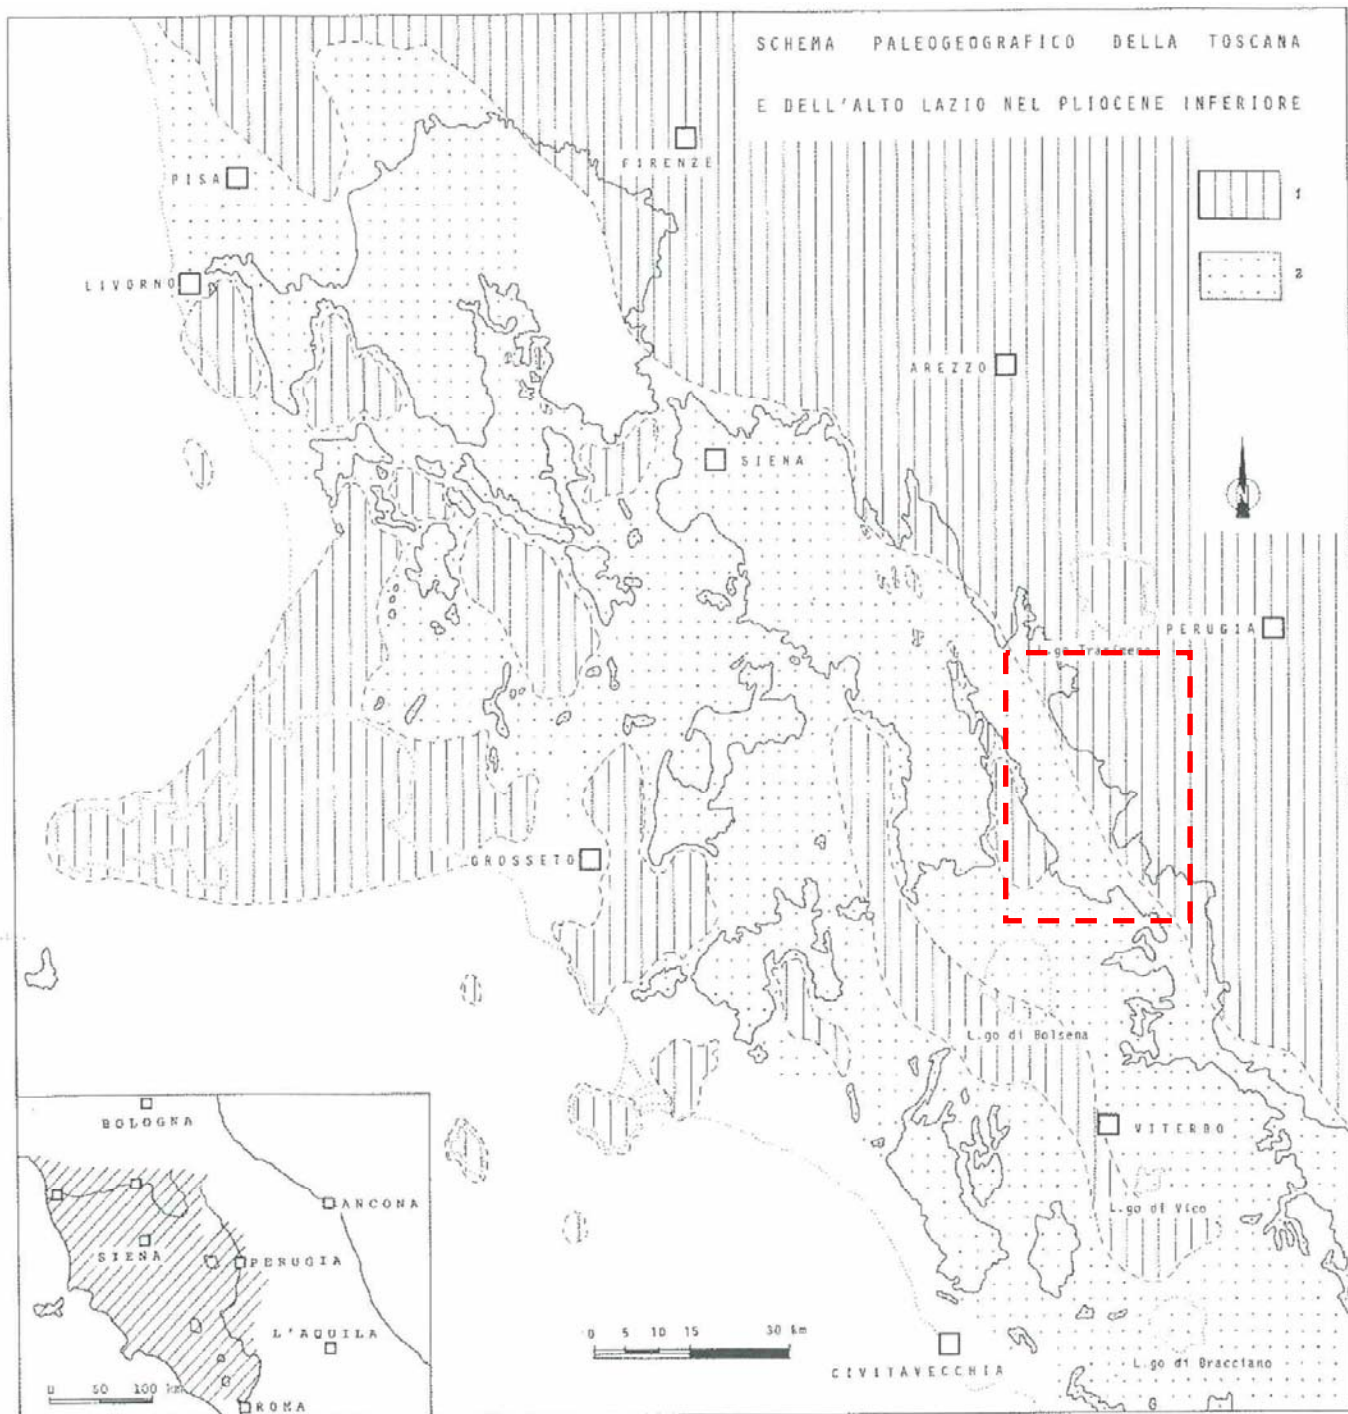 SCHEMA PALEOGEOGRAFICO DELLA TOSCANA
E DELL'ALTO LAZIO NEL PLIOCENE INFERIORE
1
2
FIRENZE
PISA
LIVORNO
AREZZO
SIENA
PERUGIA
L.go Trasimeno
GROSSETO
L.go di Bolsena
VITERBO
L.go di Vico
CIVITAVECCHIA
L.go di Bracciano
0 5 10 15 30 km
BOLOGNA
ANCONA
SIENA
PERUGIA
L'AQUILA
0 50 100 km
ROMA
G